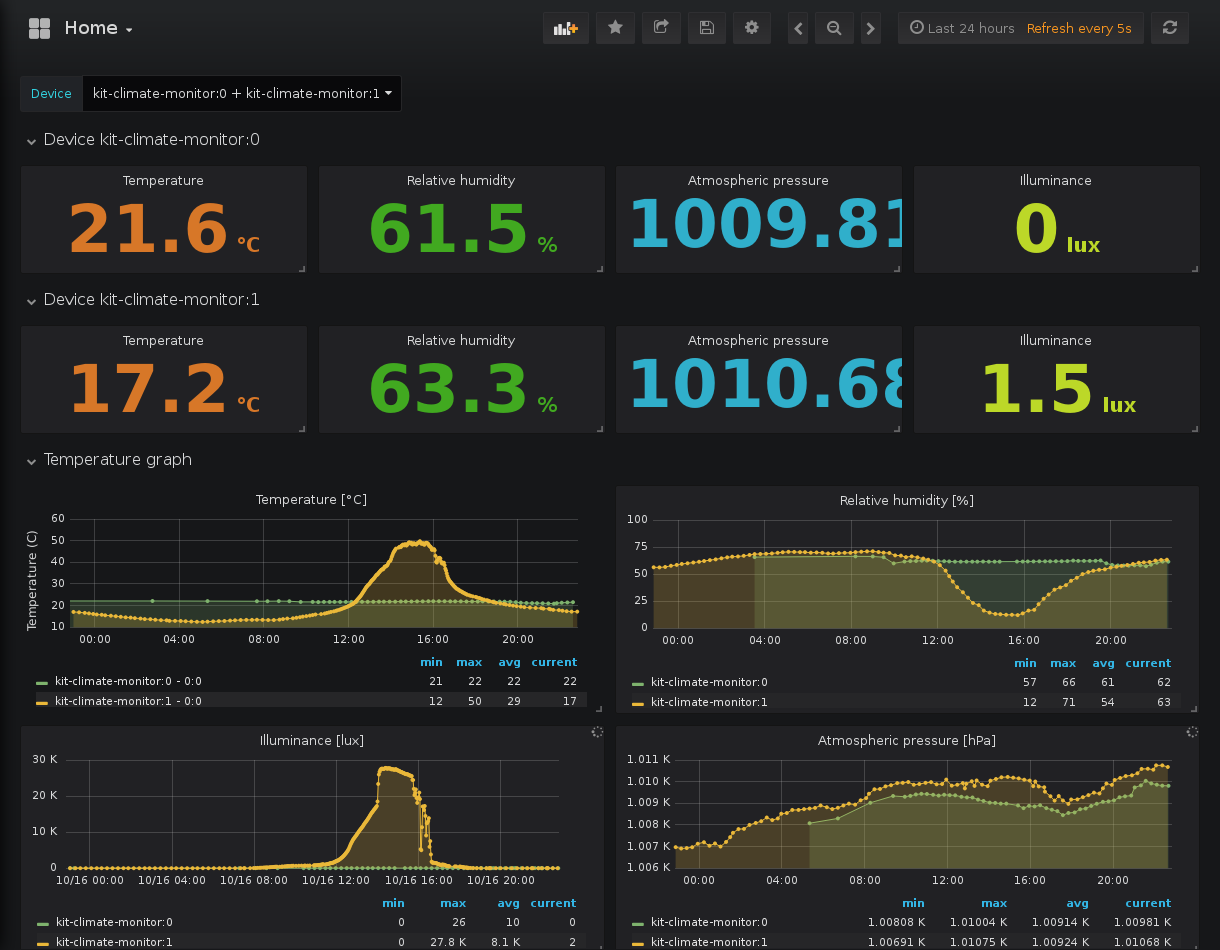 Home
Last 24 hours Refresh every 5s
Device kit-climate-monitor:0 + kit-climate-monitor:1
Device kit-climate-monitor:0
Temperature Relative humidity Atmospheric pressure Illuminance
21.6 °C 61.5 % 1009.81 0 lux
Device kit-climate-monitor:1
Temperature Relative humidity Atmospheric pressure Illuminance
17.2 °C 63.3 % 1010.68 1.5 lux
Temperature graph
Temperature [°C]
Temperature (C)
60
50
40
30
20
10
00:00 04:00 08:00 12:00 16:00 20:00
min max avg current
kit-climate-monitor:0 - 0:0 21 22 22 22
kit-climate-monitor:1 - 0:0 12 50 29 17
Relative humidity [%]
100
75
50
25
0
00:00 04:00 08:00 12:00 16:00 20:00
min max avg current
kit-climate-monitor:0 57 66 61 62
kit-climate-monitor:1 12 71 54 63
Illuminance [lux]
30 K
20 K
10 K
0
10/16 00:00 10/16 04:00 10/16 08:00 10/16 12:00 10/16 16:00 10/16 20:00
min max avg current
kit-climate-monitor:0 0 26 10 0
kit-climate-monitor:1 0 27.8 K 8.1 K 2
Atmospheric pressure [hPa]
1.011 K
1.010 K
1.009 K
1.008 K
1.007 K
1.006 K
00:00 04:00 08:00 12:00 16:00 20:00
min max avg current
kit-climate-monitor:0 1.00808 K 1.01004 K 1.00914 K 1.00981 K
kit-climate-monitor:1 1.00691 K 1.01075 K 1.00924 K 1.01068 K